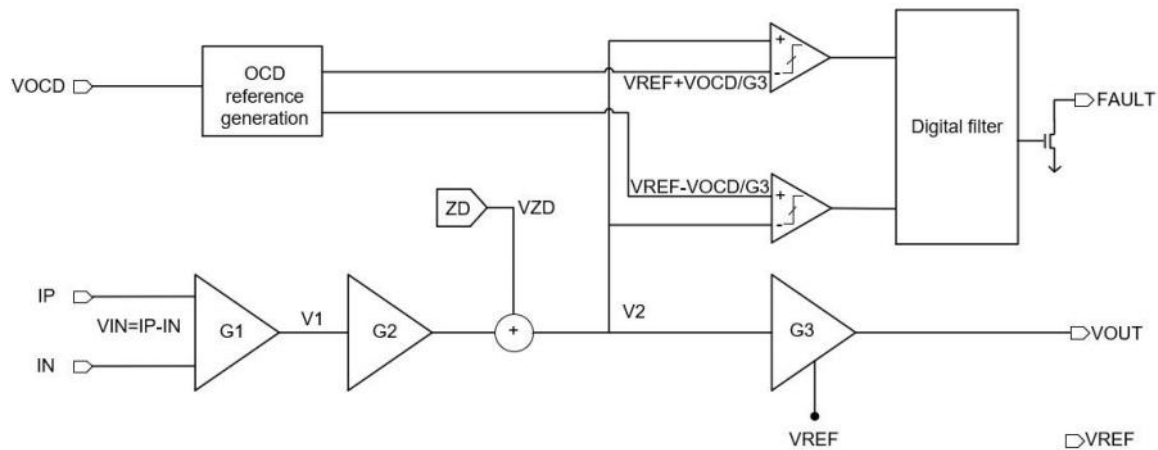 VOCD
OCD
reference
generation
+
-
VREF+VOCD/G3
Digital filter
FAULT
VREF-VOCD/G3
+
-
ZD
VZD
IP
VIN=IP-IN
IN
G1
V1
G2
+
V2
G3
VOUT
VREF
VREF